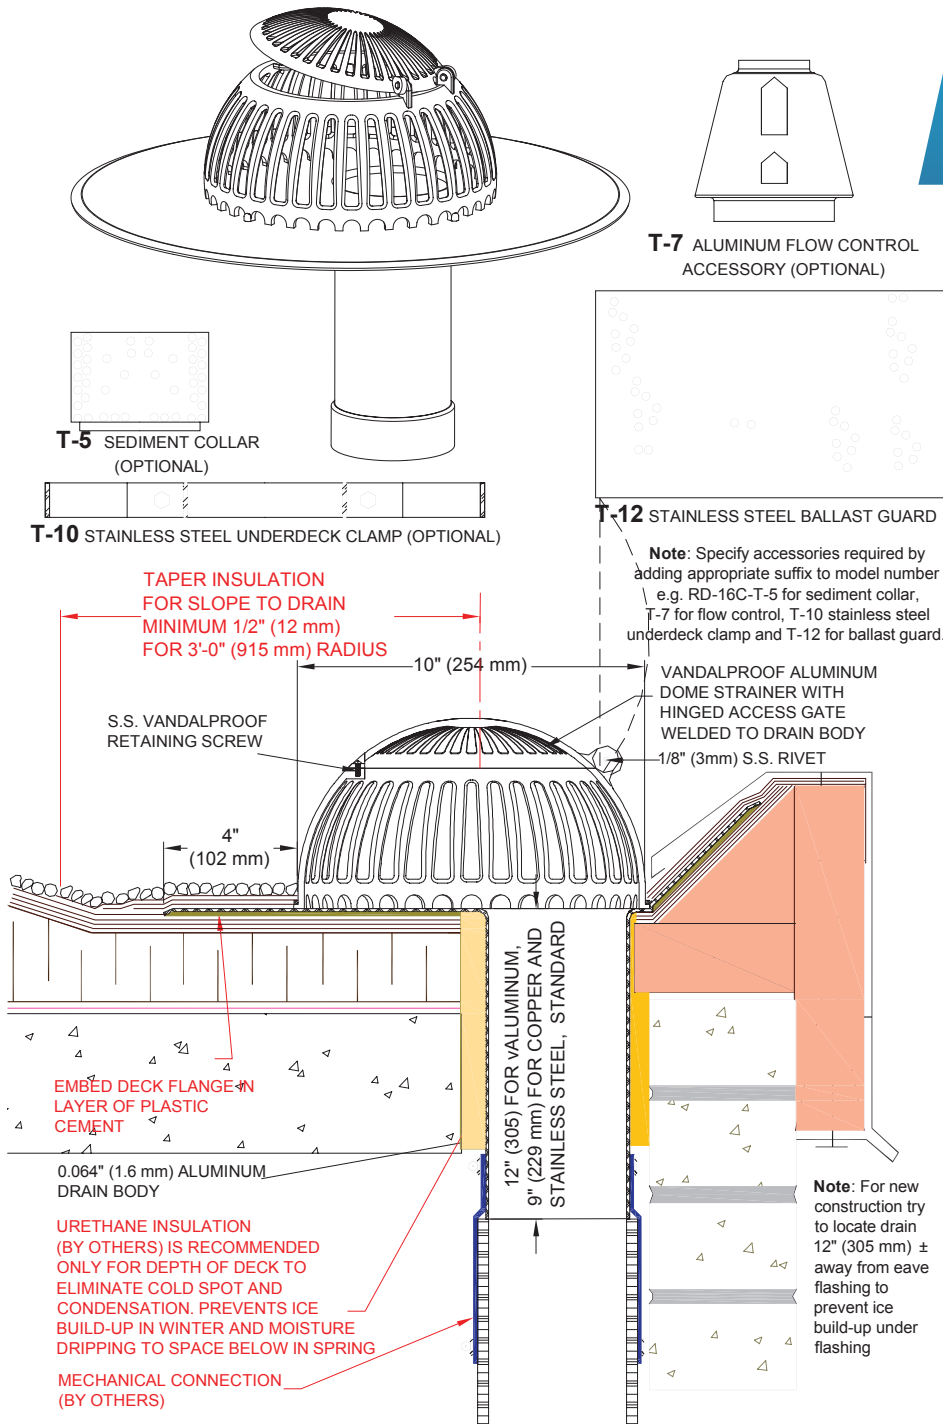 T-7 ALUMINUM FLOW CONTROL
ACCESSORY (OPTIONAL)
T-5 SEDIMENT COLLAR
(OPTIONAL)
T-10 STAINLESS STEEL UNDERDECK CLAMP (OPTIONAL)
T-12 STAINLESS STEEL BALLAST GUARD
Note: Specify accessories required by
adding appropriate suffix to model number
e.g. RD-16C-T-5 for sediment collar,
T-7 for flow control, T-10 stainless steel
underdeck clamp and T-12 for ballast guard.
TAPER INSULATION
FOR SLOPE TO DRAIN
MINIMUM 1/2" (12 mm)
FOR 3'-0" (915 mm) RADIUS
10" (254 mm)
VANDALPROOF ALUMINUM
DOME STRAINER WITH
HINGED ACCESS GATE
WELDED TO DRAIN BODY
S.S. VANDALPROOF
RETAINING SCREW
1/8" (3mm) S.S. RIVET
4"
(102 mm)
12" (305) FOR vALUMINUM,
9" (229 mm) FOR COPPER AND
STAINLESS STEEL, STANDARD
EMBED DECK FLANGE IN
LAYER OF PLASTIC
CEMENT
0.064" (1.6 mm) ALUMINUM
DRAIN BODY
URETHANE INSULATION
(BY OTHERS) IS RECOMMENDED
ONLY FOR DEPTH OF DECK TO
ELIMINATE COLD SPOT AND
CONDENSATION. PREVENTS ICE
BUILD-UP IN WINTER AND MOISTURE
DRIPPING TO SPACE BELOW IN SPRING
MECHANICAL CONNECTION
(BY OTHERS)
Note: For new
construction try
to locate drain
12" (305 mm) ±
away from eave
flashing to
prevent ice
build-up under
flashing